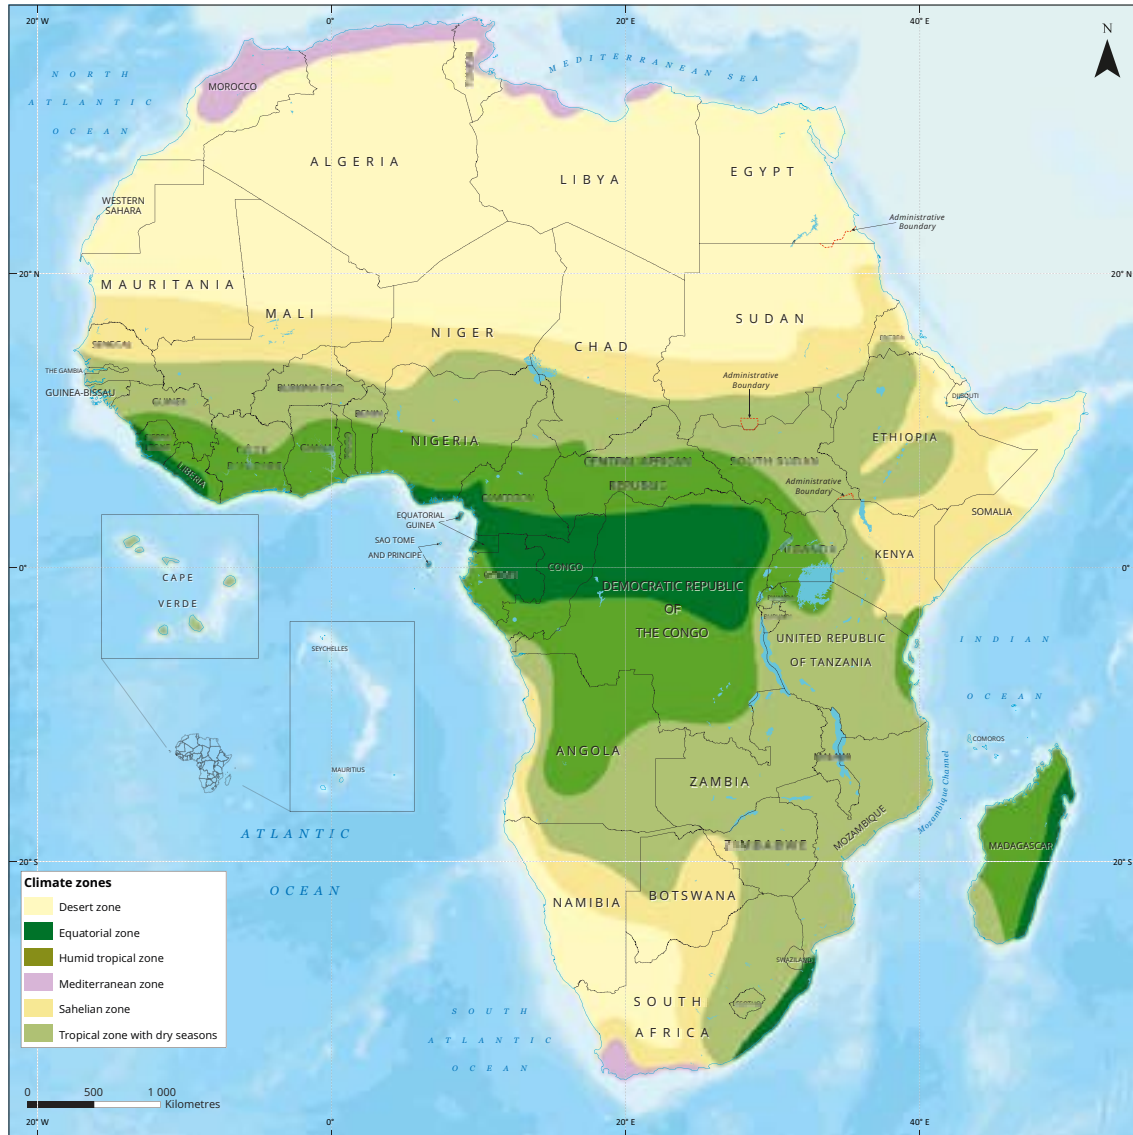 20° W
0°
20° E
40° E
N
NORTH
ATLANTIC
OCEAN
MEDITERRANEAN SEA
MOROCCO
ALGERIA
LIBYA
EGYPT
WESTERN
SAHARA
Administrative
Boundary
20° N
20° N
MAURITANIA
MALI
NIGER
CHAD
SUDAN
SENEGAL
THE GAMBIA
GUINEA-BISSAU
GUINEA
BURKINA FASO
BENIN
Administrative
Boundary
DJIBOUTI
NIGERIA
ETHIOPIA
GHANA
LIBERIA
CENTRAL AFRICAN
REPUBLIC
SOUTH SUDAN
Administrative
Boundary
CAMEROON
SOMALIA
EQUATORIAL
GUINEA
SAO TOME
AND PRINCIPE
KENYA
UGANDA
0°
0°
GABON
CONGO
DEMOCRATIC REPUBLIC
OF
THE CONGO
CAPE
VERDE
UNITED REPUBLIC
OF TANZANIA
INDIAN
OCEAN
SEYCHELLES
MAURITIUS
COMOROS
ANGOLA
ZAMBIA
MALAWI
Mozambique Channel
MOZAMBIQUE
ZIMBABWE
MADAGASCAR
ATLANTIC
OCEAN
20° S
20° S
NAMIBIA
BOTSWANA
SWAZILAND
SOUTH
AFRICA
SOUTH
ATLANTIC
OCEAN
Climate zones
Desert zone
Equatorial zone
Humid tropical zone
Mediterranean zone
Sahelian zone
Tropical zone with dry seasons
0 500 1 000
Kilometres
20° W
0°
20° E
40° E